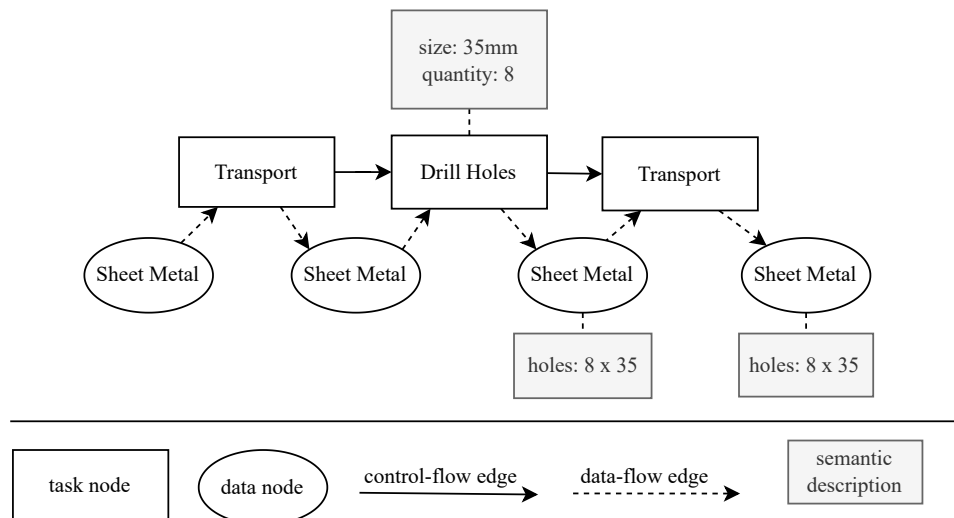 size: 35mm
quantity: 8
Transport
Drill Holes
Transport
Sheet Metal
Sheet Metal
Sheet Metal
Sheet Metal
holes: 8 x 35
holes: 8 x 35
task node
data node
control-flow edge
data-flow edge
semantic
description